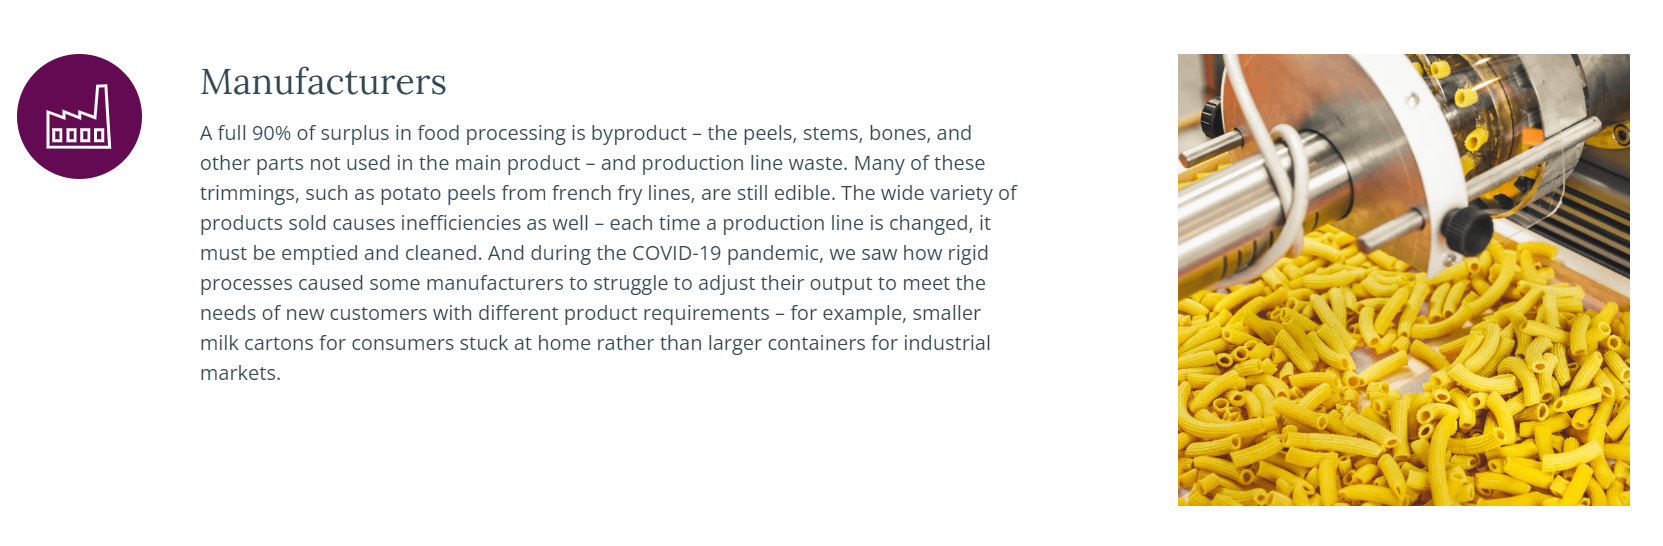 Manufacturers
A full 90% of surplus in food processing is byproduct – the peels, stems, bones, and
other parts not used in the main product – and production line waste. Many of these
trimmings, such as potato peels from french fry lines, are still edible. The wide variety of
products sold causes inefficiencies as well – each time a production line is changed, it
must be emptied and cleaned. And during the COVID-19 pandemic, we saw how rigid
processes caused some manufacturers to struggle to adjust their output to meet the
needs of new customers with different product requirements – for example, smaller
milk cartons for consumers stuck at home rather than larger containers for industrial
markets.